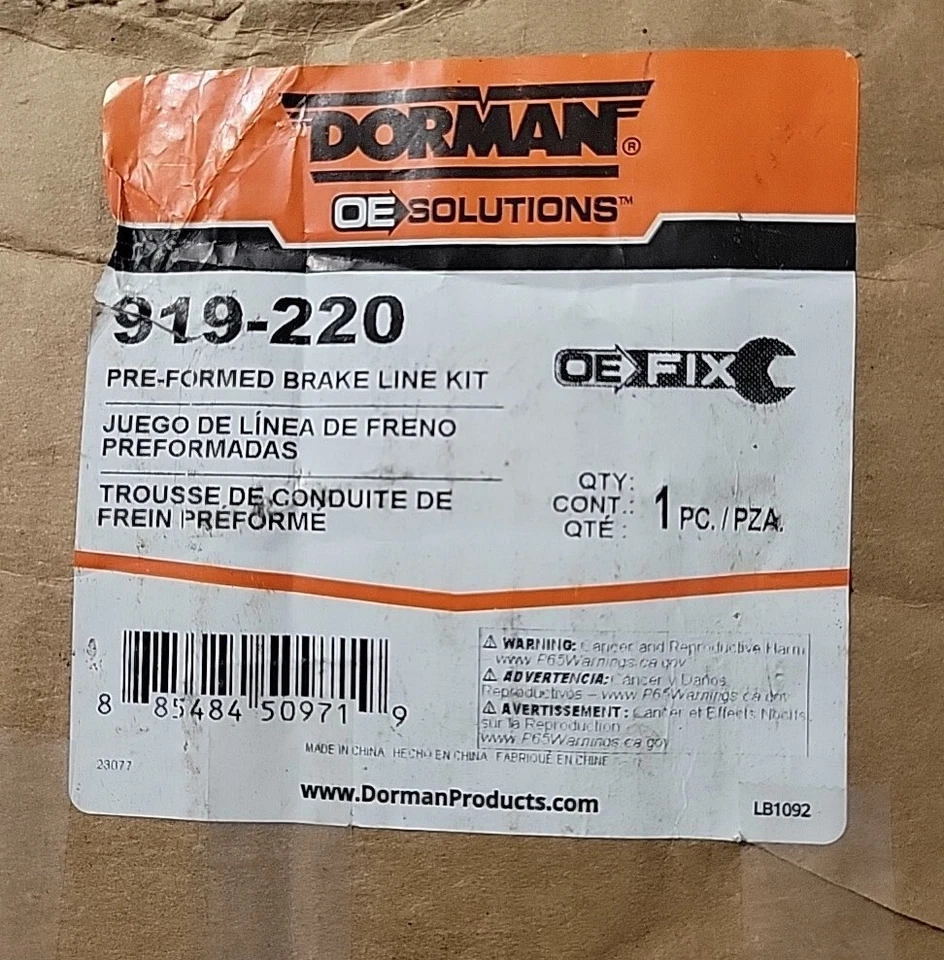 DORMAN®
OE SOLUTIONS™
919-220
PRE-FORMED BRAKE LINE KIT
JUEGO DE LÍNEA DE FRENO
PREFORMADAS
TROUSSE DE CONDUITE DE
FREIN PRÉFORMÉ
OE FIX
QTY:
CONT.:
QTÉ :
1 PC. / PZA.
8 85484 50971 9
⚠ WARNING: Cancer and Reproductive Harm
– www.P65Warnings.ca.gov
⚠ ADVERTENCIA: Cáncer y Daños
Reproductivos – www.P65Warnings.ca.gov
⚠ AVERTISSEMENT : Cancer et Effets
sur la Reproduction –
www.P65Warnings.ca.gov
MADE IN CHINA HECHO EN CHINA FABRIQUÉ EN CHINE
23077
www.DormanProducts.com
LB1092